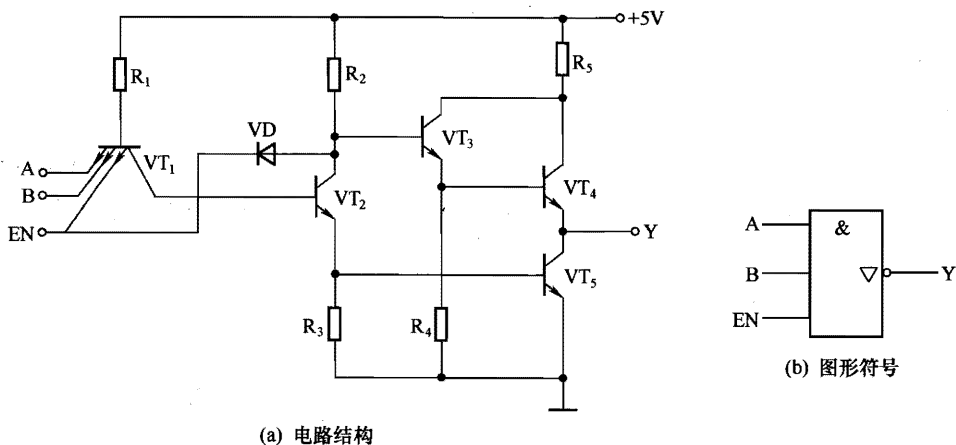 +5V
R₁
R₂
R₅
VD
VT₃
A
VT₁
B
VT₂
VT₄
EN
Y
VT₅
R₃
R₄
(a) 电路结构
A
&
B
▽
Y
EN
(b) 图形符号